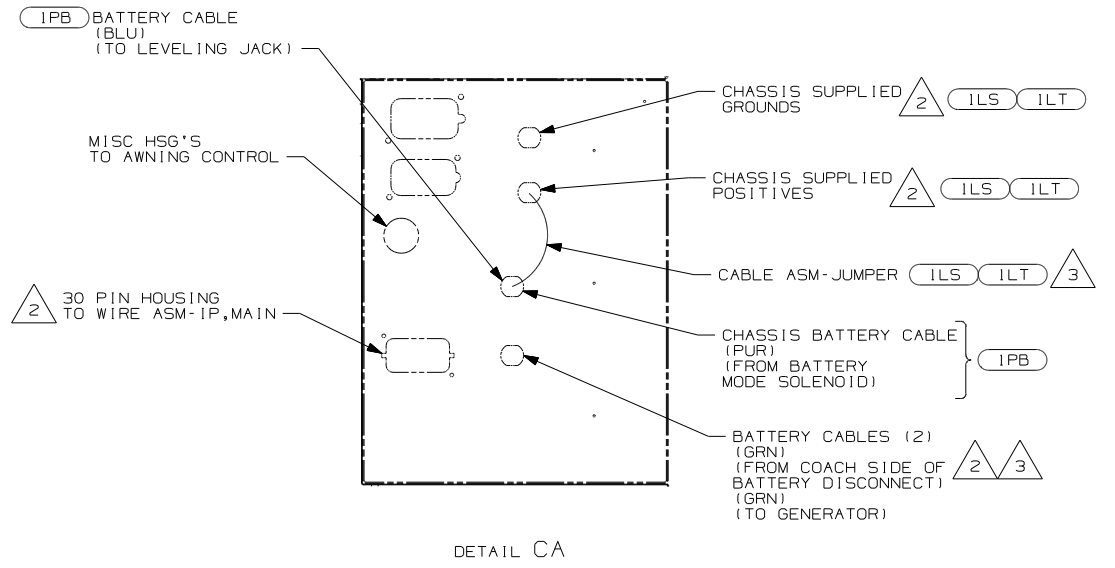 1PB BATTERY CABLE
(BLU)
(TO LEVELING JACK)
MISC HSG'S
TO AWNING CONTROL
2 30 PIN HOUSING
TO WIRE ASM-IP,MAIN
CHASSIS SUPPLIED
GROUNDS
2 1LS 1LT
CHASSIS SUPPLIED
POSITIVES
2 1LS 1LT
CABLE ASM-JUMPER 1LS 1LT 3
CHASSIS BATTERY CABLE
(PUR)
(FROM BATTERY
MODE SOLENOID)
1PB
BATTERY CABLES (2)
(GRN)
(FROM COACH SIDE OF
BATTERY DISCONNECT)
(GRN)
(TO GENERATOR)
2 3
DETAIL CA